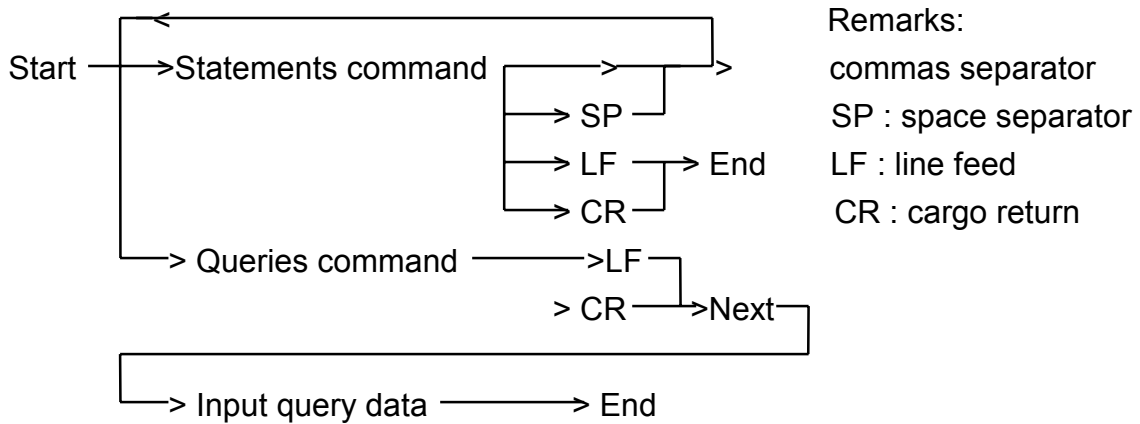 Remarks:
Start Statements command > > commas separator
SP SP : space separator
LF End LF : line feed
CR CR : cargo return
> Queries command >LF
> CR >Next
> Input query data > End